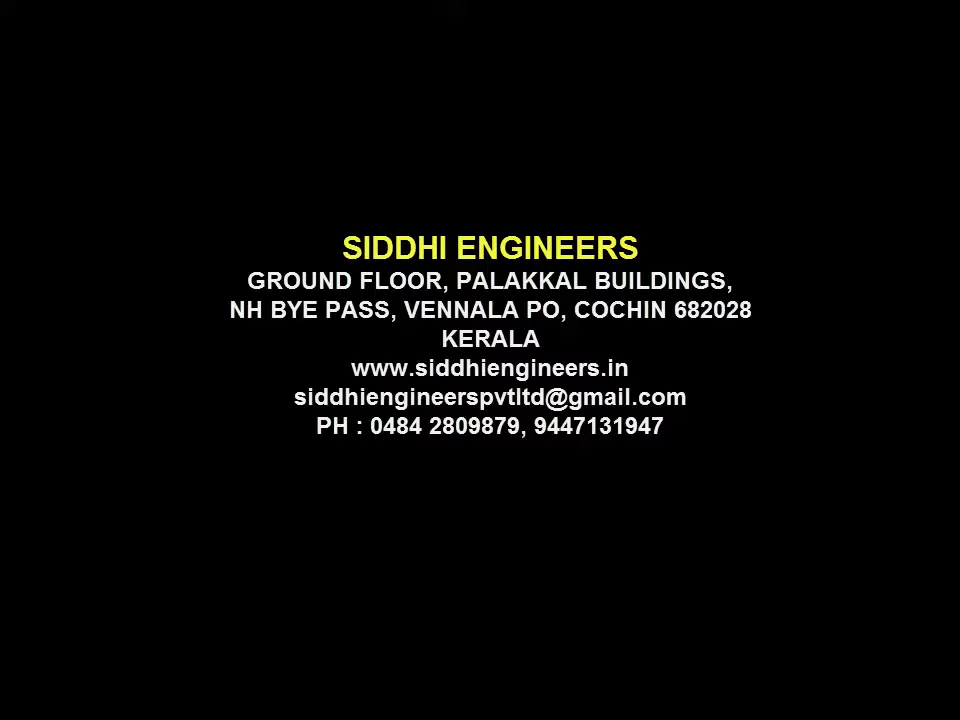 SIDDHI ENGINEERS
GROUND FLOOR, PALAKKAL BUILDINGS,
NH BYE PASS, VENNALA PO, COCHIN 682028
KERALA
www.siddhiengineers.in
siddhiengineerspvtltd@gmail.com
PH : 0484 2809879, 9447131947